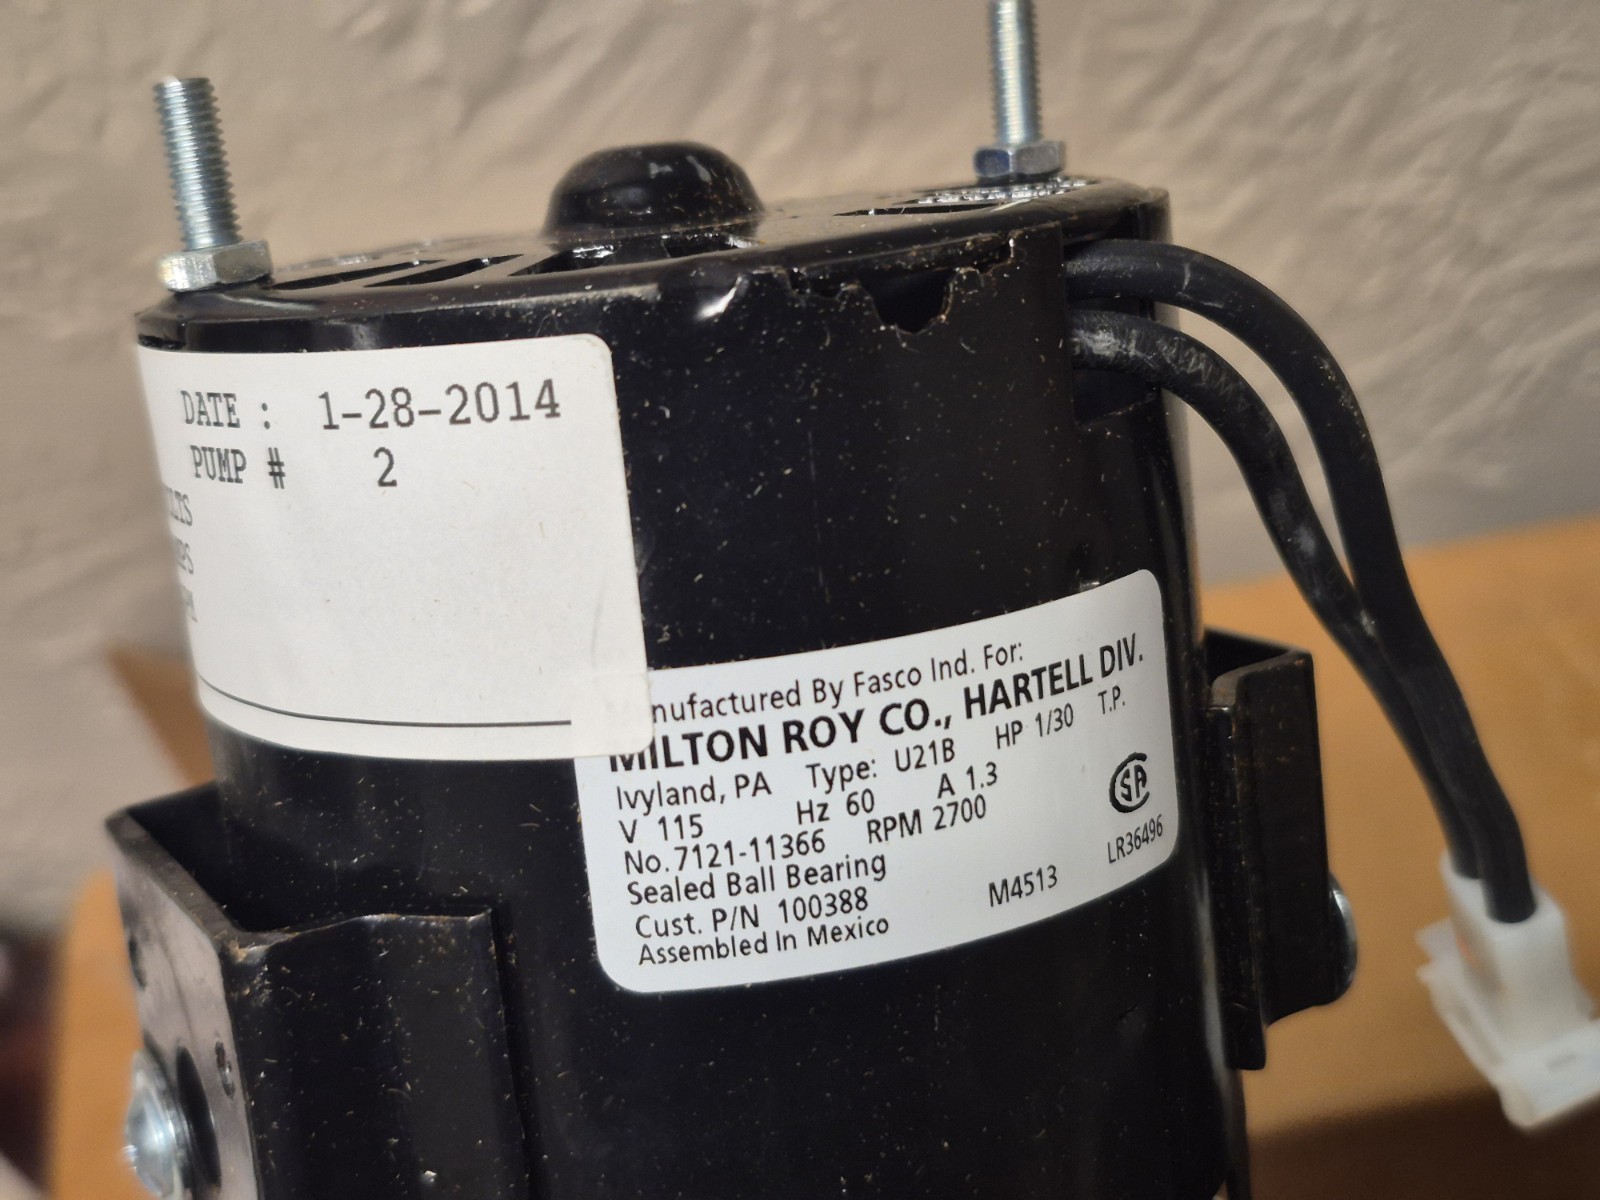 DATE : 1-28-2014
PUMP # 2
Manufactured By Fasco Ind. For:
MILTON ROY CO., HARTELL DIV.
Ivyland, PA Type: U21B HP 1/30 T.P.
V 115 Hz 60 A 1.3
No. 7121-11366 RPM 2700
Sealed Ball Bearing
Cust. P/N 100388 M4513 LR36496
Assembled In Mexico